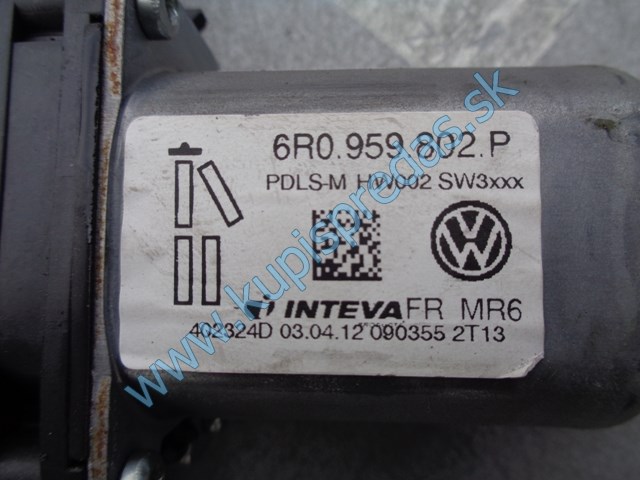 6R0.959.802.P
PDLS-M HW002 SW3xxx
INTEVA FR MR6
402324D 03.04.12 090355 2T13
www.kupispredas.sk